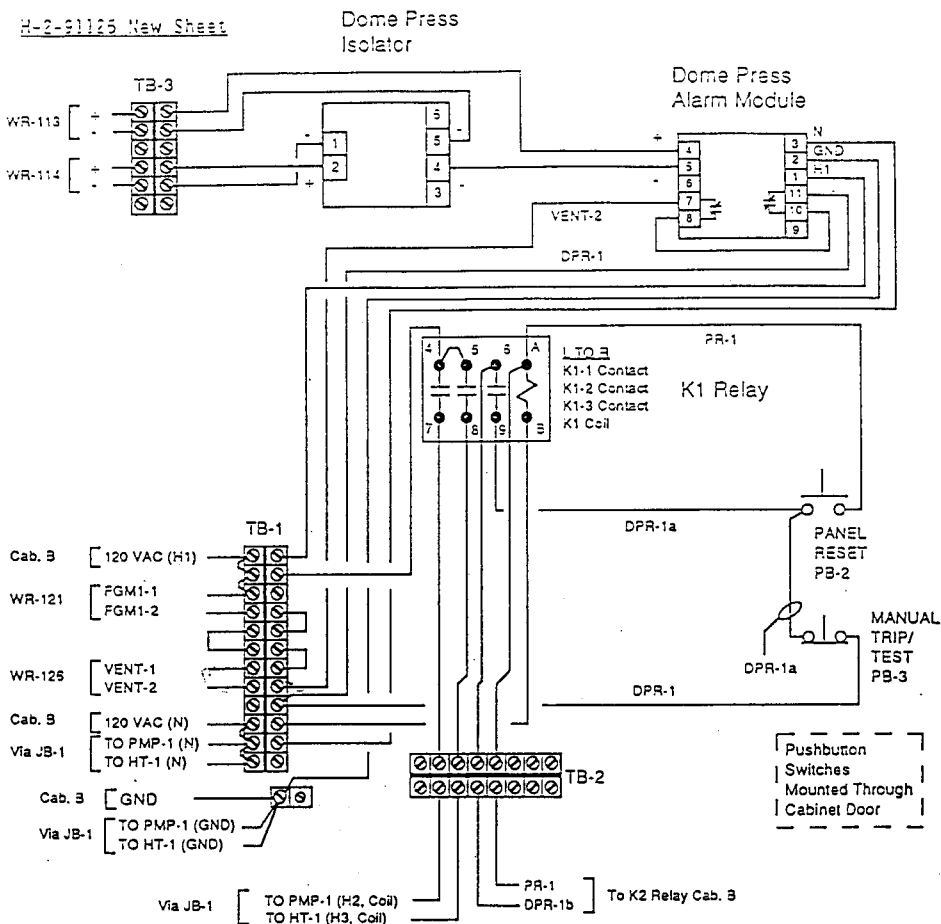 H-2-91125 New Sheet
Dome Press
Isolator
Dome Press
Alarm Module
TB-3
WR-113
+
-
WR-114
+
-
-
1
2
+
6
5
4
3
-
-
+
-
4
5
6
7
8
3
2
1
11
10
9
N
GND
H1
VENT-2
DPR-1
4
5
6
A
7
8
9
B
L TO R
K1-1 Contact
K1-2 Contact
K1-3 Contact
K1 Coil
K1 Relay
PR-1
DPR-1a
PANEL
RESET
PB-2
MANUAL
TRIP/
TEST
PB-3
DPR-1a
DPR-1
TB-1
Cab. B
120 VAC (H1)
WR-121
FGM1-1
FGM1-2
WR-126
VENT-1
VENT-2
Cab. B
120 VAC (N)
Via JB-1
TO PMP-1 (N)
TO HT-1 (N)
Cab. B
GND
Via JB-1
TO PMP-1 (GND)
TO HT-1 (GND)
TB-2
Pushbutton
Switches
Mounted Through
Cabinet Door
Via JB-1
TO PMP-1 (H2, Coil)
TO HT-1 (H3, Coil)
PR-1
DPR-1b
To K2 Relay Cab. B